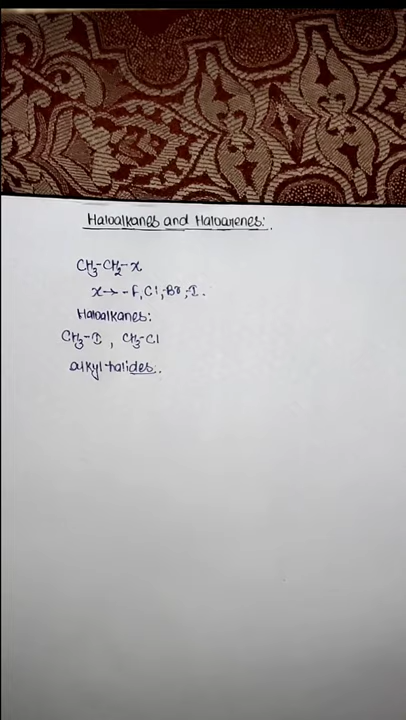 Haloalkanes and Haloarenes:.
CH3-CH2-X
X→ -F, Cl, -Br, -I.
Haloalkanes:
CH3-I , CH3-Cl
alkyl halides:.